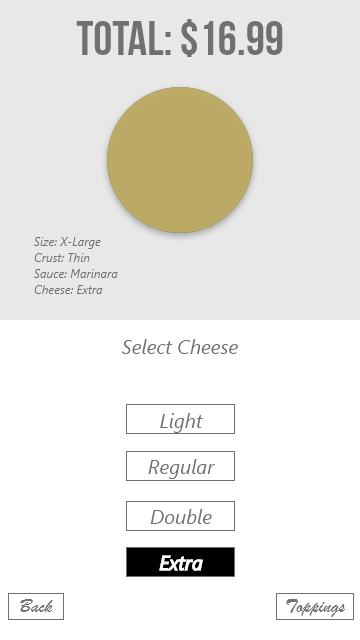 TOTAL: $16.99
Size: X-Large
Crust: Thin
Sauce: Marinara
Cheese: Extra
Select Cheese
Light
Regular
Double
Extra
Back
Toppings